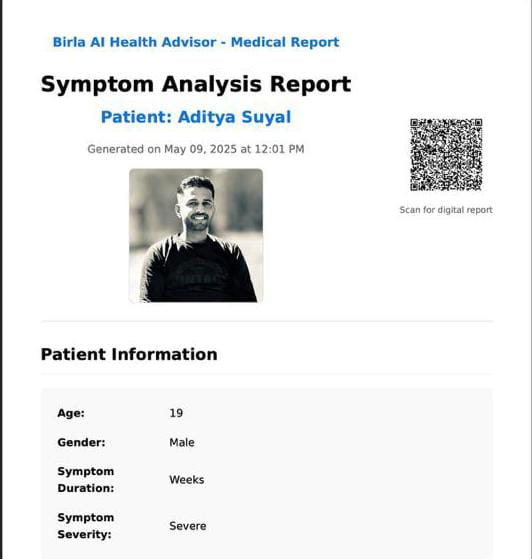 Birla AI Health Advisor - Medical Report
Symptom Analysis Report
Patient: Aditya Suyal
Generated on May 09, 2025 at 12:01 PM
Scan for digital report
Patient Information
Age: 19
Gender: Male
Symptom
Duration: Weeks
Symptom
Severity: Severe